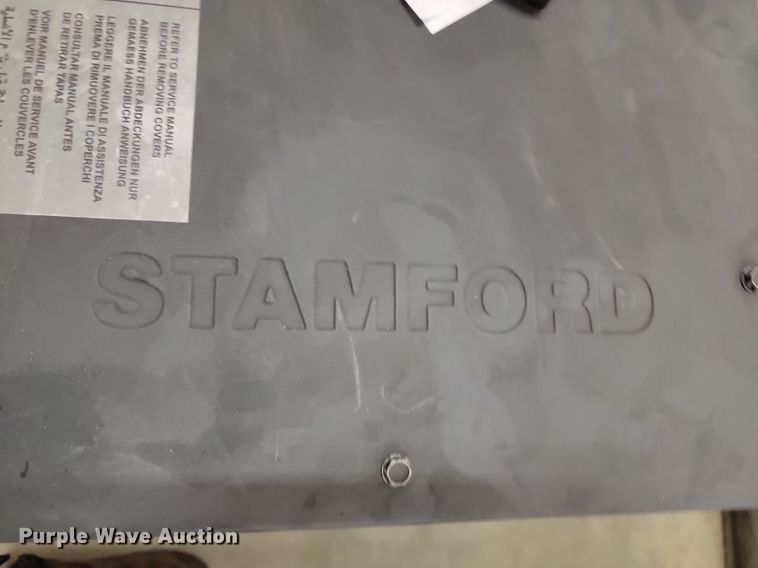 REFER TO SERVICE MANUAL
BEFORE REMOVING COVERS
ABNEHMEN DER ABDECKUNGEN NUR
GEMAESS HANDBUCH ANWEISUNG
LEGGERE IL MANUALE DI ASSISTENZA
PREMA DI RIMUOVERE I COPERCHI
CONSULTAR MANUAL ANTES
DE RETIRAR TAPAS
VOIR MANUEL DE SERVICE AVANT
D'ENLEVER LES COUVERCLES
STAMFORD
Purple Wave Auction